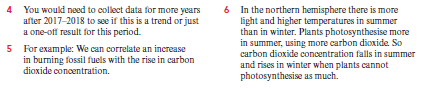 4 You would need to collect data for more years
after 2017–2018 to see if this is a trend or just
a one-off result for this period.
5 For example: We can correlate an increase
in burning fossil fuels with the rise in carbon
dioxide concentration.
6 In the northern hemisphere there is more
light and higher temperatures in summer
than in winter. Plants photosynthesise more
in summer, using more carbon dioxide. So
carbon dioxide concentration falls in summer
and rises in winter when plants cannot
photosynthesise as much.